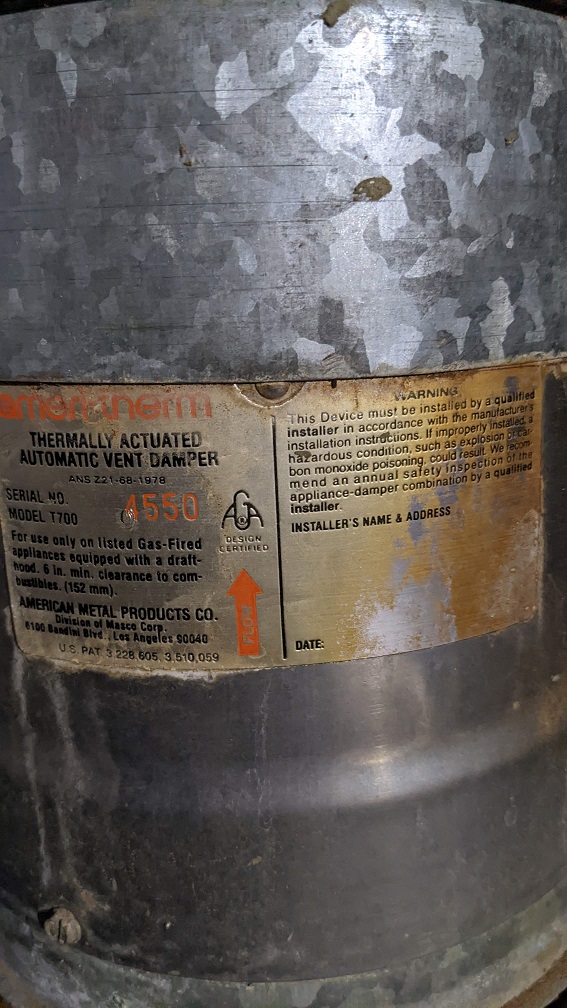 ameritherm
THERMALLY ACTUATED
AUTOMATIC VENT DAMPER
ANS Z21-68-1978
SERIAL NO. 4550
MODEL T700
For use only on listed Gas-Fired
appliances equipped with a draft-
hood. 6 in. min. clearance to com-
bustibles. (152 mm).
AMERICAN METAL PRODUCTS CO.
Division of Masco Corp.
6100 Bandini Blvd., Los Angeles 90040
U.S. PAT. 3,228,605, 3,510,059
AGA
DESIGN
CERTIFIED
FLOW
WARNING
This Device must be installed by a qualified
installer in accordance with the manufacturer's
installation instructions. If improperly installed, a
hazardous condition, such as explosion or car-
bon monoxide poisoning, could result. We recom-
mend an annual safety inspection of the
appliance-damper combination by a qualified
installer.
INSTALLER'S NAME & ADDRESS
DATE: